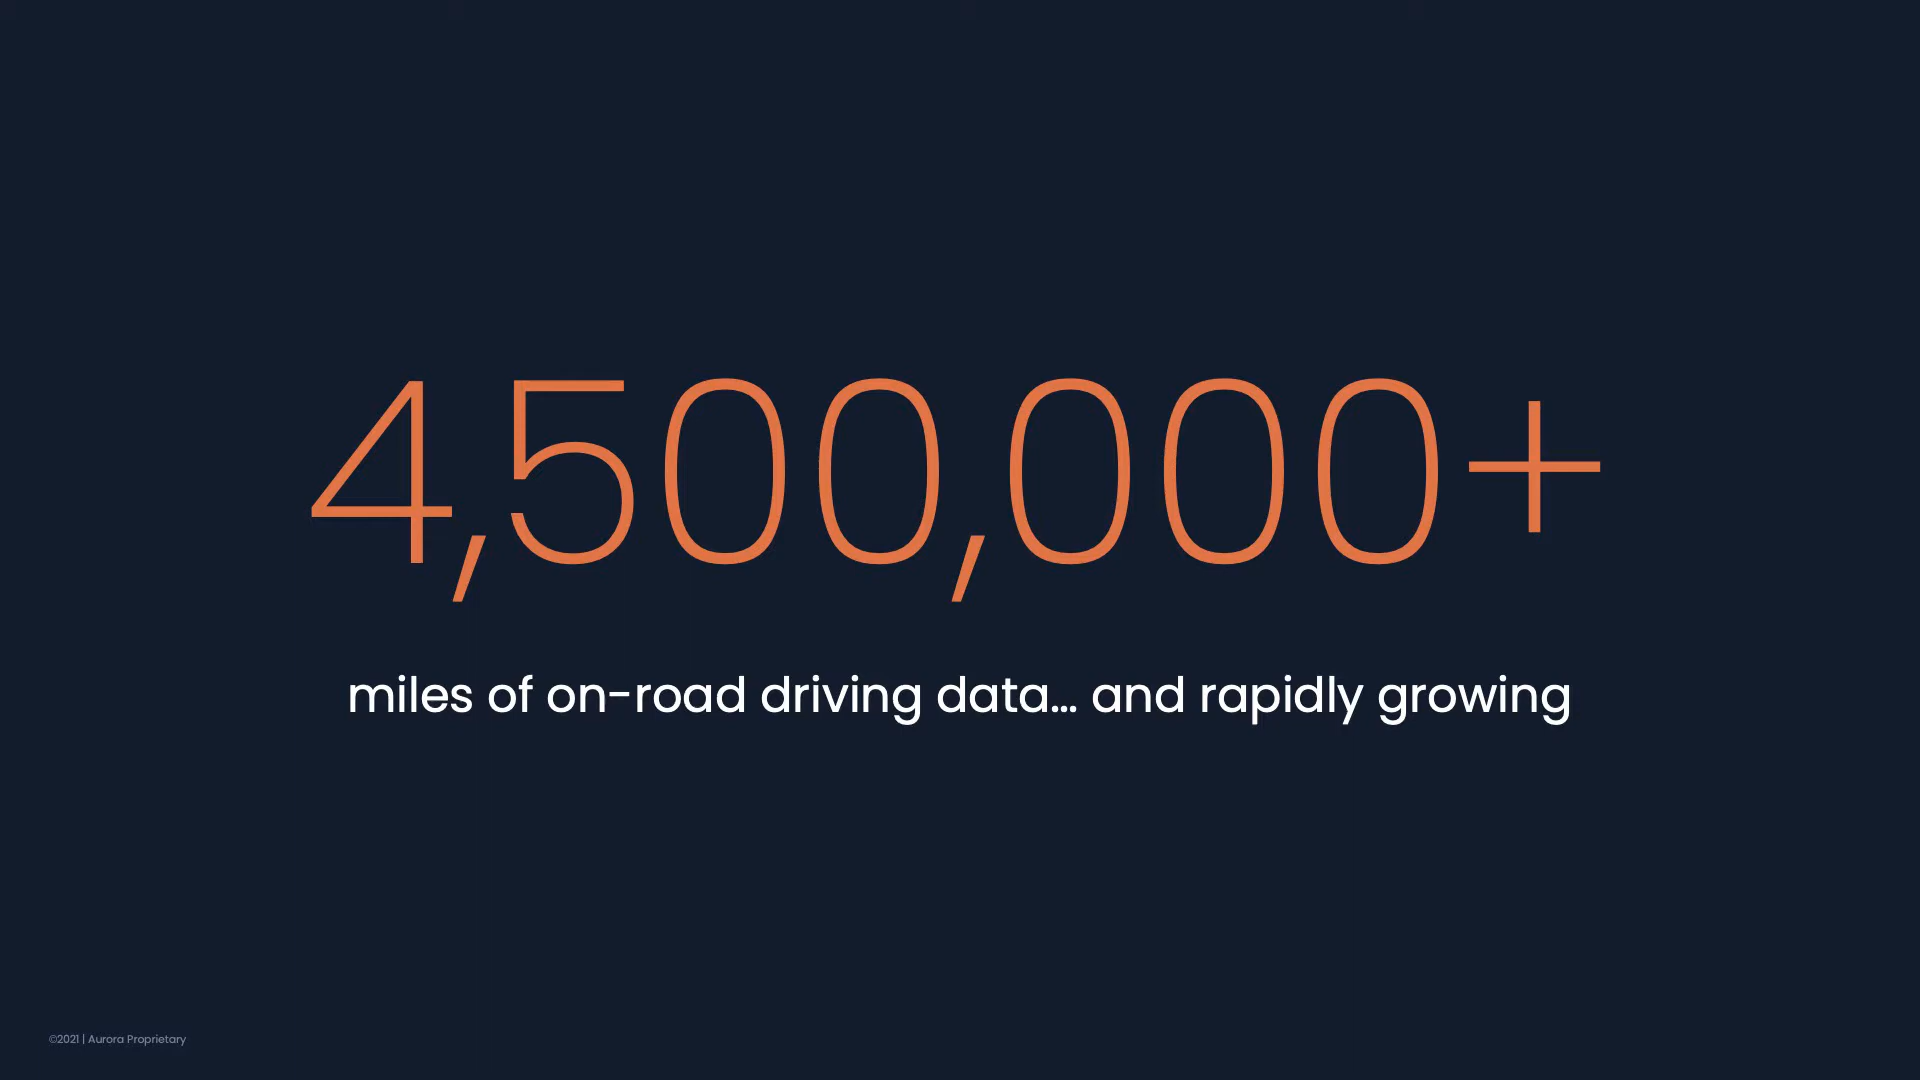 4,500,000+
miles of on-road driving data... and rapidly growing
©2021 | Aurora Proprietary